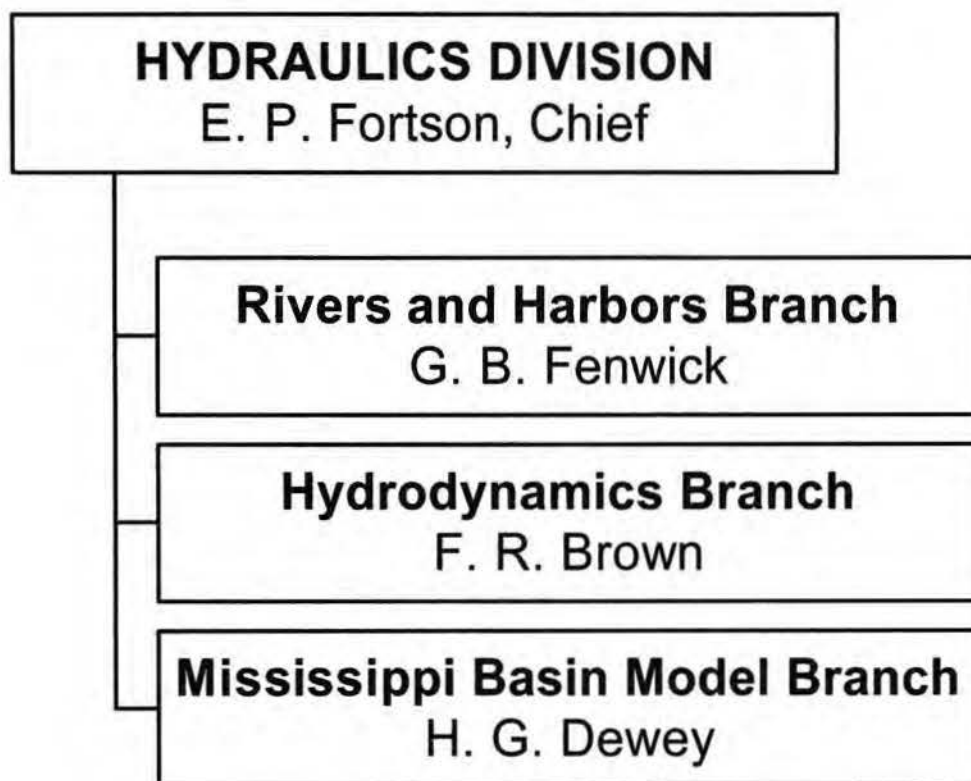 HYDRAULICS DIVISION
E. P. Fortson, Chief
Rivers and Harbors Branch
G. B. Fenwick
Hydrodynamics Branch
F. R. Brown
Mississippi Basin Model Branch
H. G. Dewey